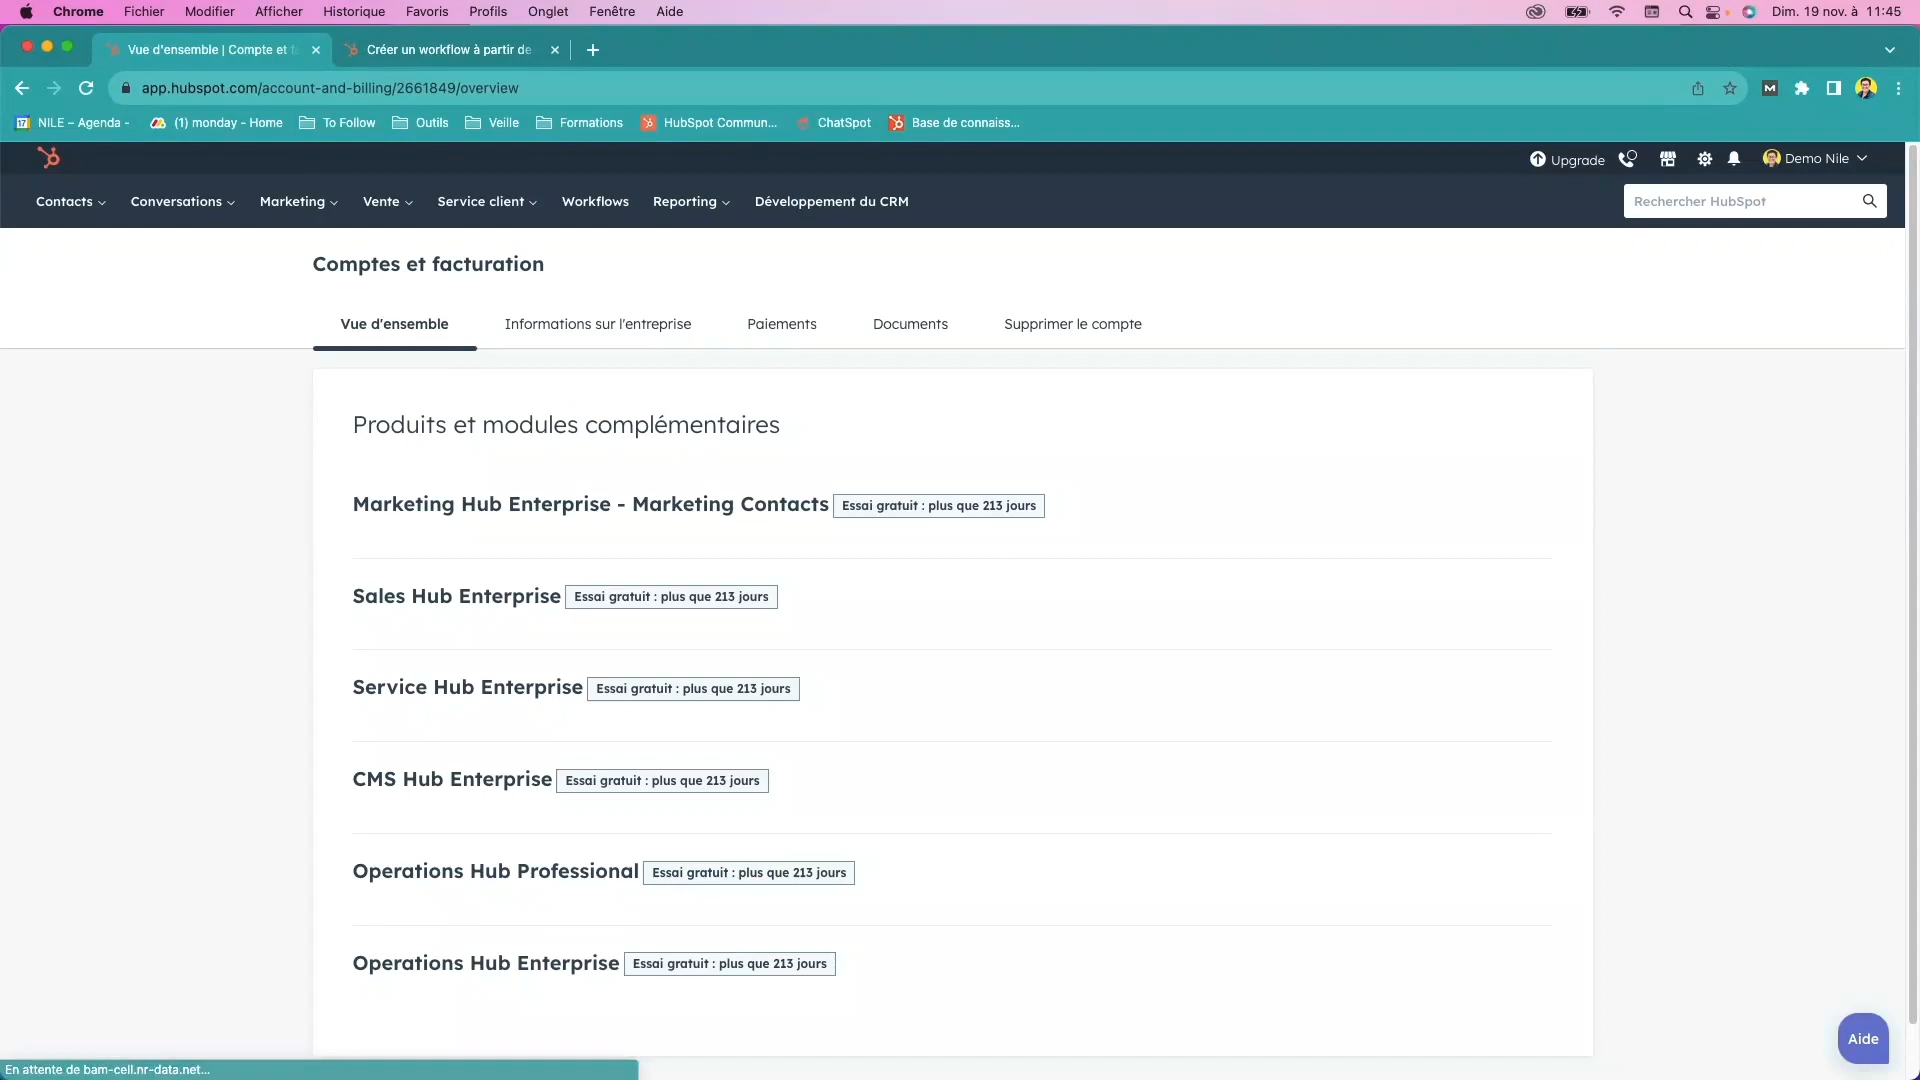 Chrome Fichier Modifier Afficher Historique Favoris Profils Onglet Fenêtre Aide Dim. 19 nov. à 11:45
Vue d'ensemble | Compte et Créer un workflow à partir de
app.hubspot.com/account-and-billing/2661849/overview
NILE – Agenda - (1) monday - Home To Follow Outils Veille Formations HubSpot Commun... ChatSpot Base de connaiss...
Upgrade Demo Nile
Contacts Conversations Marketing Vente Service client Workflows Reporting Développement du CRM Rechercher HubSpot
Comptes et facturation
Vue d'ensemble Informations sur l'entreprise Paiements Documents Supprimer le compte
Produits et modules complémentaires
Marketing Hub Enterprise - Marketing Contacts Essai gratuit : plus que 213 jours
Sales Hub Enterprise Essai gratuit : plus que 213 jours
Service Hub Enterprise Essai gratuit : plus que 213 jours
CMS Hub Enterprise Essai gratuit : plus que 213 jours
Operations Hub Professional Essai gratuit : plus que 213 jours
Operations Hub Enterprise Essai gratuit : plus que 213 jours
Aide
En attente de bam-cell.nr-data.net...